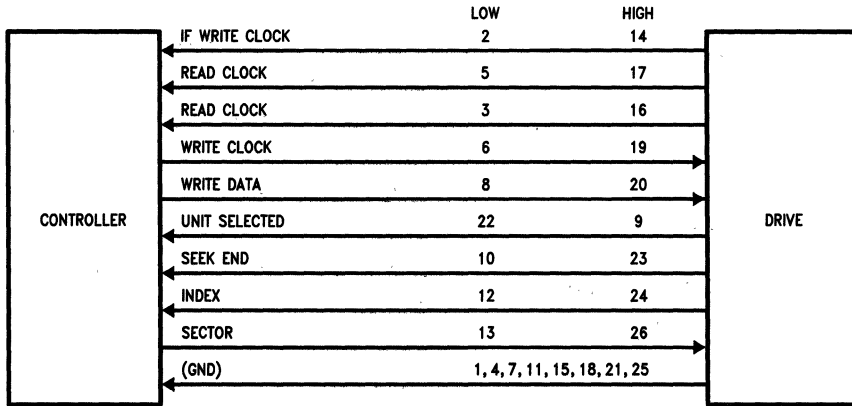 LOW HIGH
IF WRITE CLOCK 2 14
READ CLOCK 5 17
READ CLOCK 3 16
WRITE CLOCK 6 19
WRITE DATA 8 20
CONTROLLER UNIT SELECTED 22 9 DRIVE
SEEK END 10 23
INDEX 12 24
SECTOR 13 26
(GND) 1, 4, 7, 11, 15, 18, 21, 25